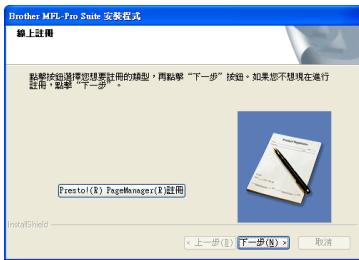 Brother MFL-Pro Suite 安裝程式
線上註冊
點擊按鈕選擇您想要註冊的類型，再點擊“下一步”按鈕。如果您不想現在進行
註冊，點擊“下一步”。
Presto!(R) PageManager(R)註冊
InstallShield
< 上一步(B) 下一步(N) > 取消